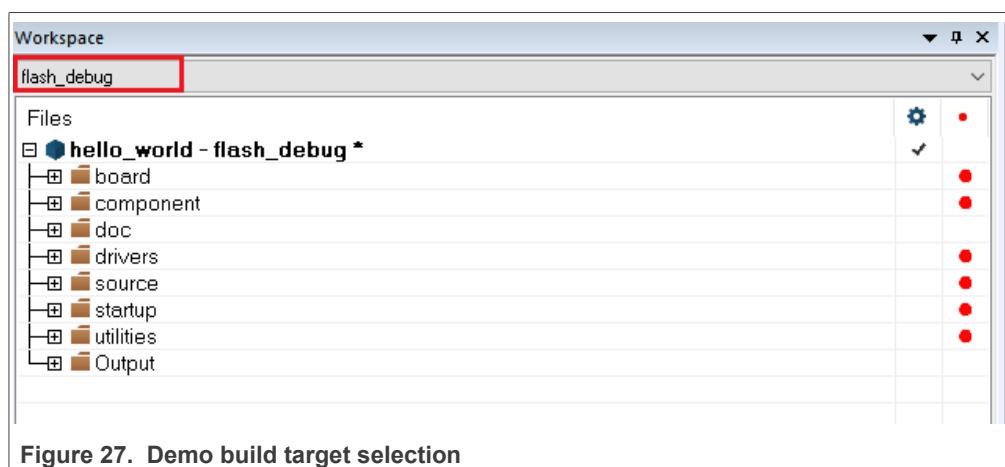 Workspace
flash_debug
Files
hello_world - flash_debug *
board
component
doc
drivers
source
startup
utilities
Output
Figure 27. Demo build target selection